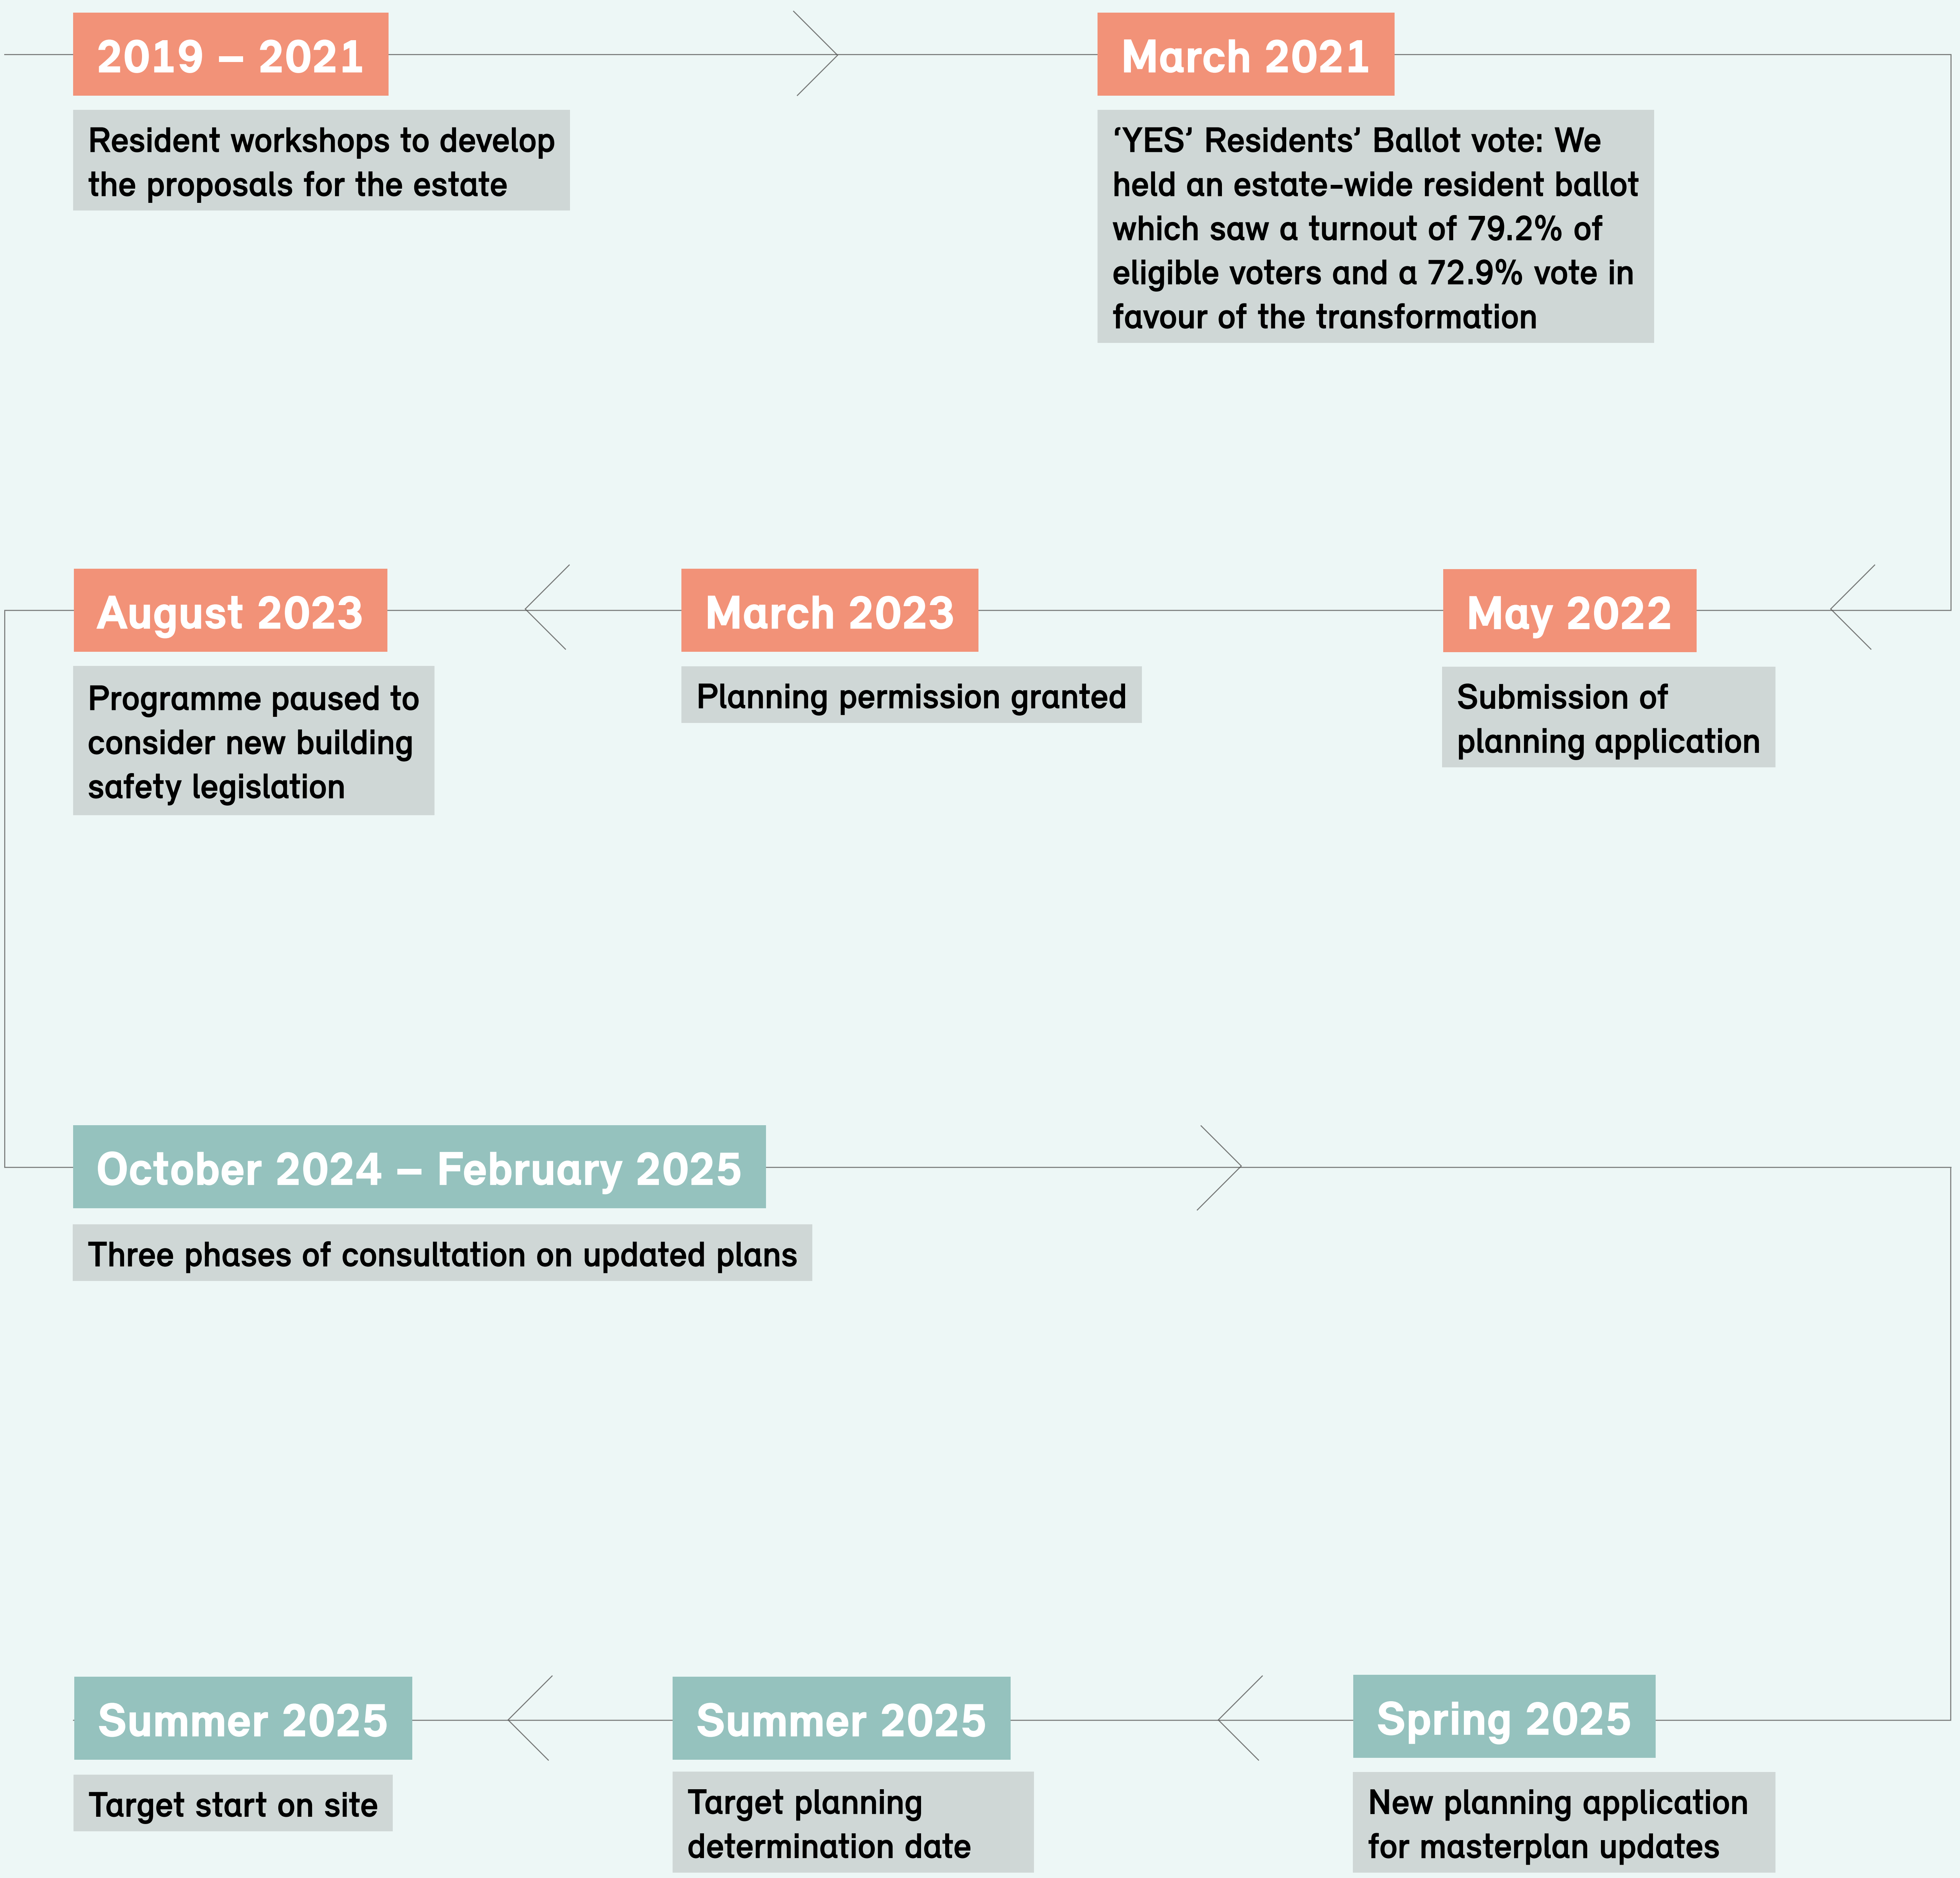 2019 – 2021
Resident workshops to develop
the proposals for the estate
March 2021
‘YES’ Residents’ Ballot vote: We
held an estate-wide resident ballot
which saw a turnout of 79.2% of
eligible voters and a 72.9% vote in
favour of the transformation
May 2022
Submission of
planning application
March 2023
Planning permission granted
August 2023
Programme paused to
consider new building
safety legislation
October 2024 – February 2025
Three phases of consultation on updated plans
Spring 2025
New planning application
for masterplan updates
Summer 2025
Target planning
determination date
Summer 2025
Target start on site